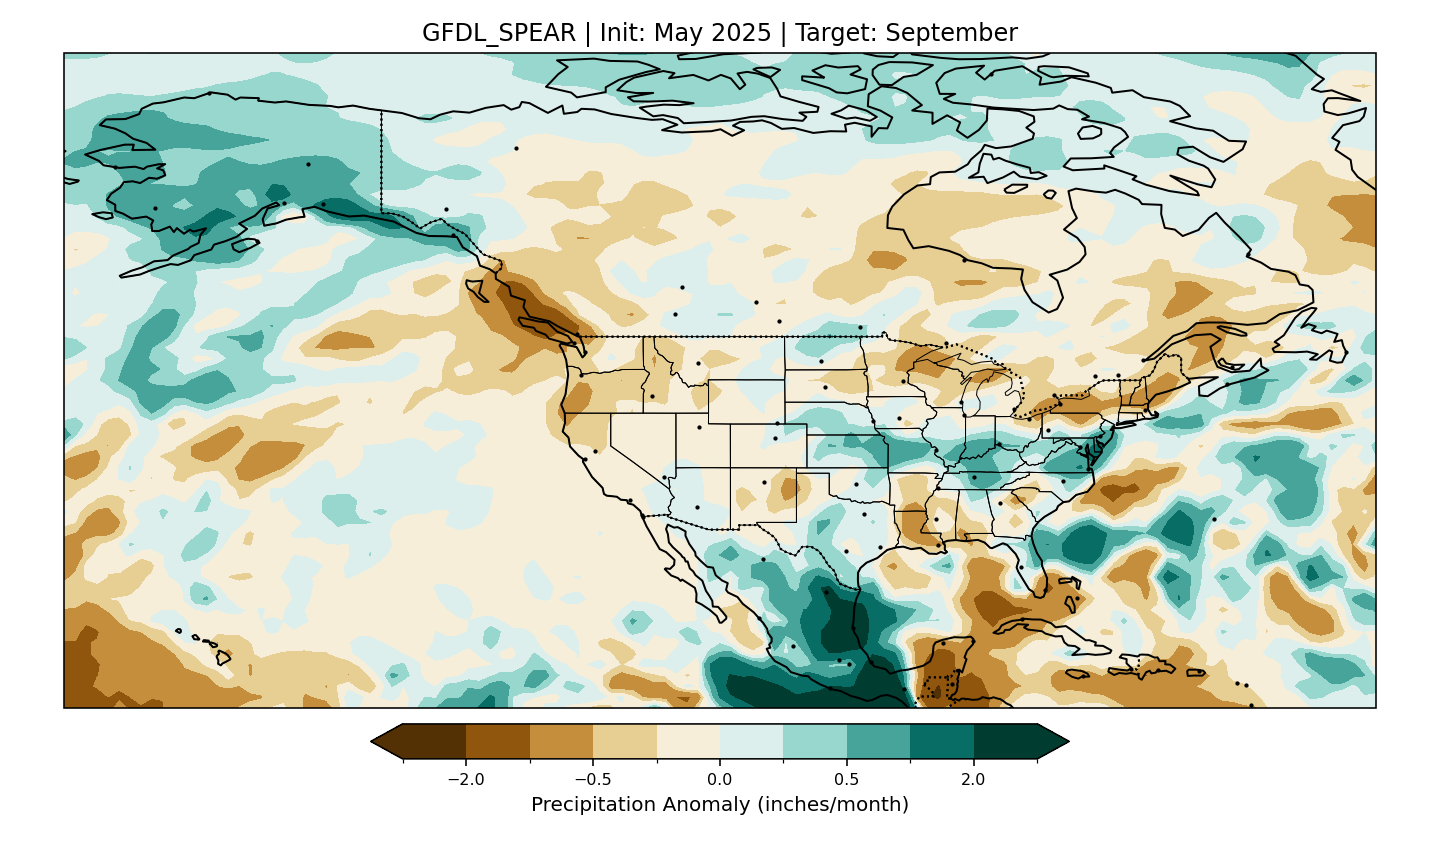 GFDL_SPEAR | Init: May 2025 | Target: September
−2.0 −0.5 0.0 0.5 2.0
Precipitation Anomaly (inches/month)